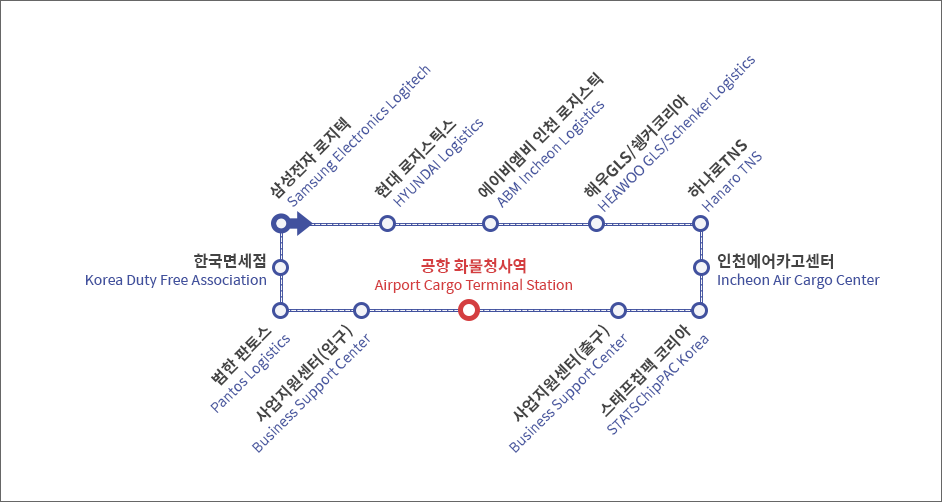 삼성전자 로지텍
Samsung Electronics Logitech
현대 로지스틱스
HYUNDAI Logistics
에이비엠비 인천 로지스틱
ABM Incheon Logistics
해우GLS/쉥커코리아
HEAWOO GLS/Schenker Logistics
하나로TNS
Hanaro TNS
한국면세점
Korea Duty Free Association
공항 화물청사역
Airport Cargo Terminal Station
인천에어카고센터
Incheon Air Cargo Center
범한 판토스
Pantos Logistics
사업지원센터(입구)
Business Support Center
사업지원센터(출구)
Business Support Center
스태프칩팩 코리아
STATSChipPAC Korea